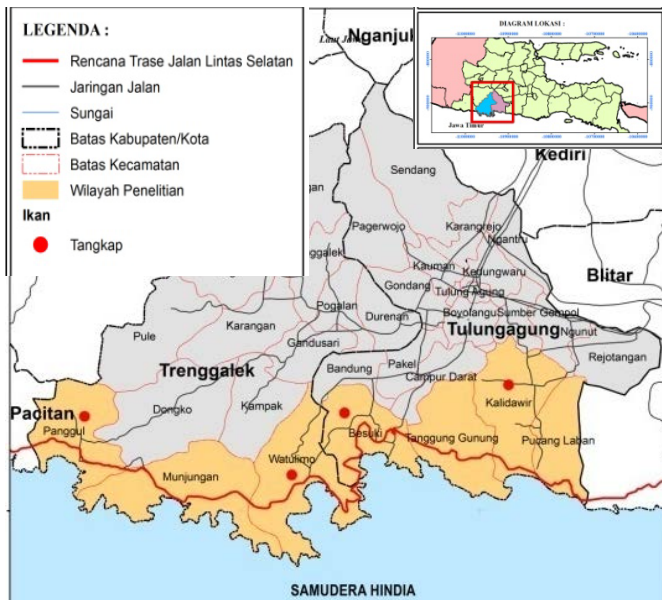 LEGENDA :
Rencana Trase Jalan Lintas Selatan
Jaringan Jalan
Sungai
Batas Kabupaten/Kota
Batas Kecamatan
Wilayah Penelitian
Ikan
Tangkap
DIAGRAM LOKASI :
Jawa Timur
Nganjuk
Kediri
Sendang
Pagerwojo
Karangrejo
Ngantru
Blitar
Kauman
Kedungwaru
Gondang
Tulung Agung
Pogalan
Durenan
Boyolangu
Sumber Gempol
Karangan
Tulungagung
Ngunut
Pule
Gandusari
Rejotangan
Trenggalek
Bandung
Pakel
Campur Darat
Kalidawir
Pacitan
Dongko
Kampak
Panggul
Besuki
Tanggung Gunung
Pucang Laban
Watulimo
Munjungan
SAMUDERA HINDIA